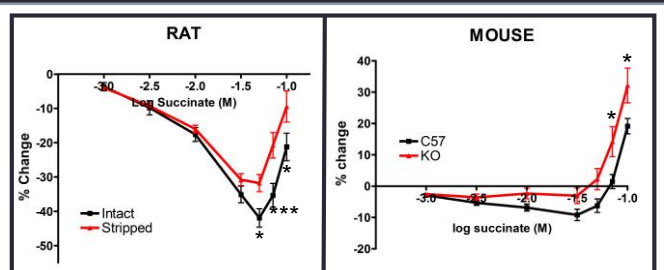 RAT
0
-3.0 -2.5 -2.0 -1.5 -1.0
Log Succinate (M)
-10
-20
-30
-40
-50
% Change
Intact
Stripped
*
***
*
MOUSE
40
30
20
10
0
-10
-20
% change
C57
KO
*
*
-3.0 -2.5 -2.0 -1.5 -1.0
log succinate (M)